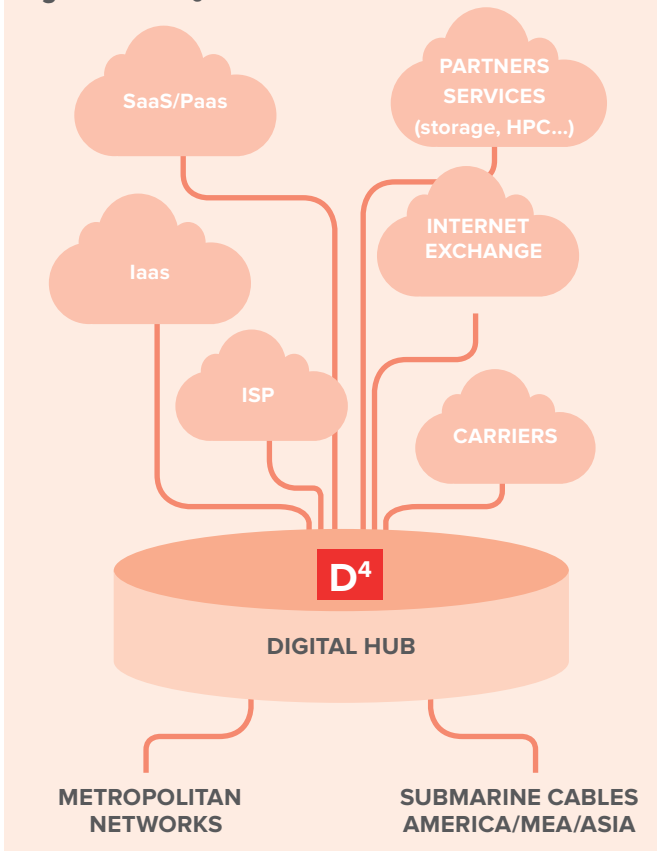 SaaS/Paas
PARTNERS
SERVICES
(storage, HPC...)
Iaas
INTERNET
EXCHANGE
ISP
CARRIERS
D⁴
DIGITAL HUB
METROPOLITAN
NETWORKS
SUBMARINE CABLES
AMERICA/MEA/ASIA